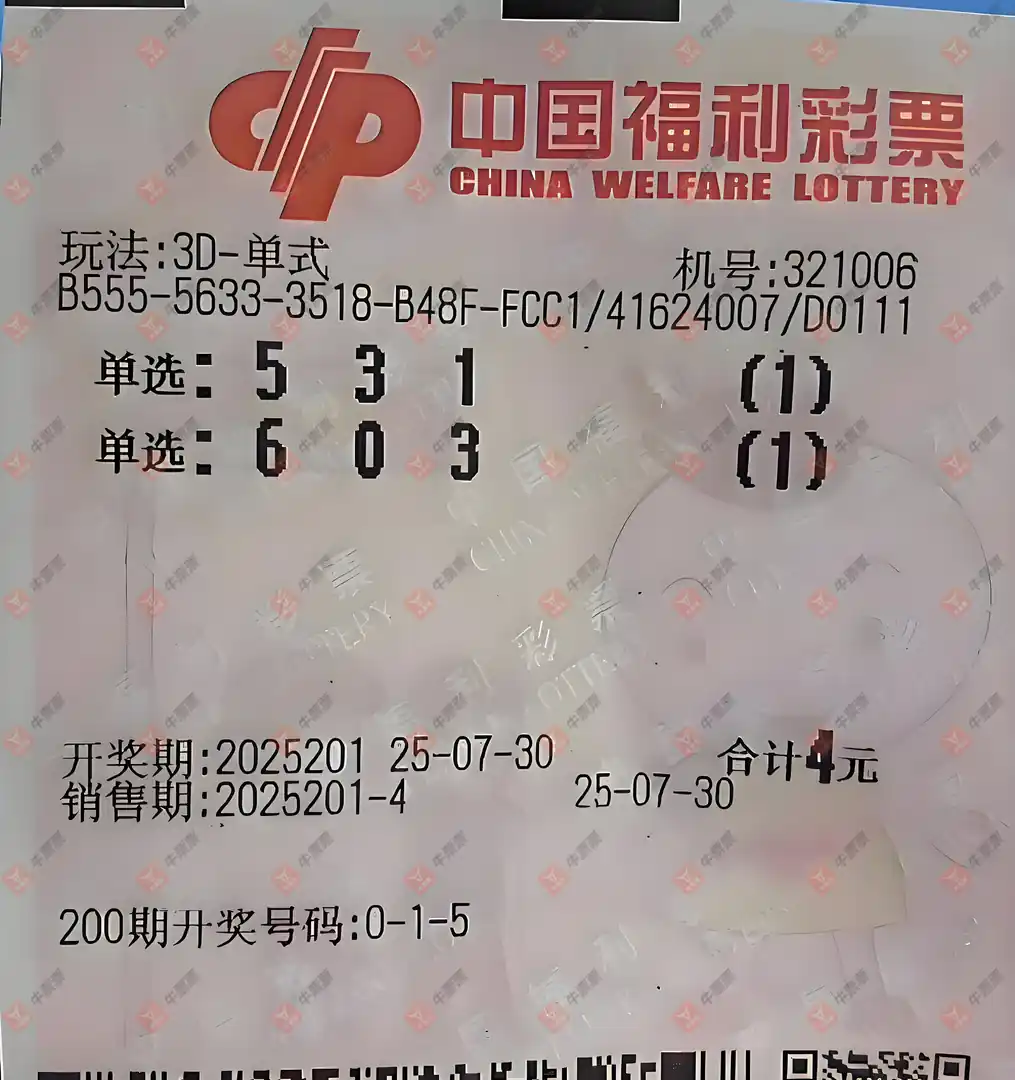 中国福利彩票
CHINA WELFARE LOTTERY
玩法:3D-单式
机号:321006
B555-5633-3518-B48F-FCC1/41624007/D0111
单选: 5 3 1 (1)
单选: 6 0 3 (1)
开奖期:2025201 25-07-30 合计4元
销售期:2025201-4 25-07-30
200期开奖号码:0-1-5